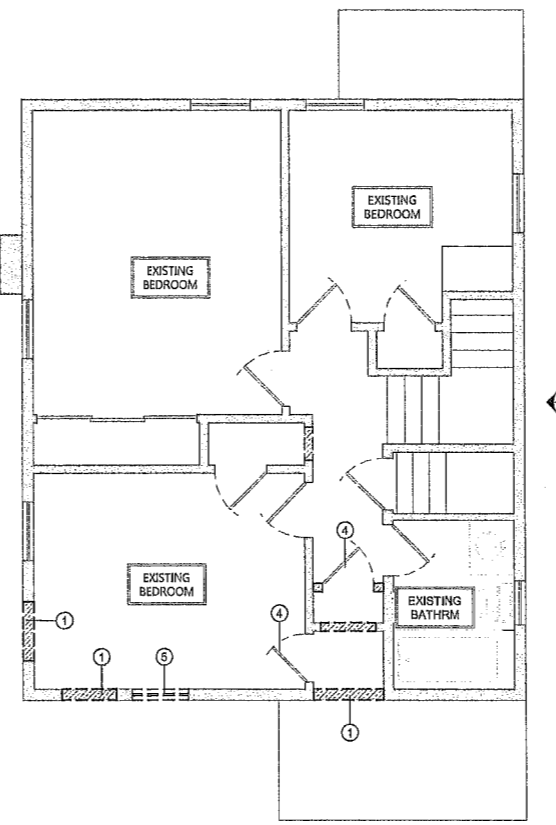 EXISTING
BEDROOM
EXISTING
BEDROOM
4
EXISTING
BEDROOM
EXISTING
BATHRM
4
1
1
5
1